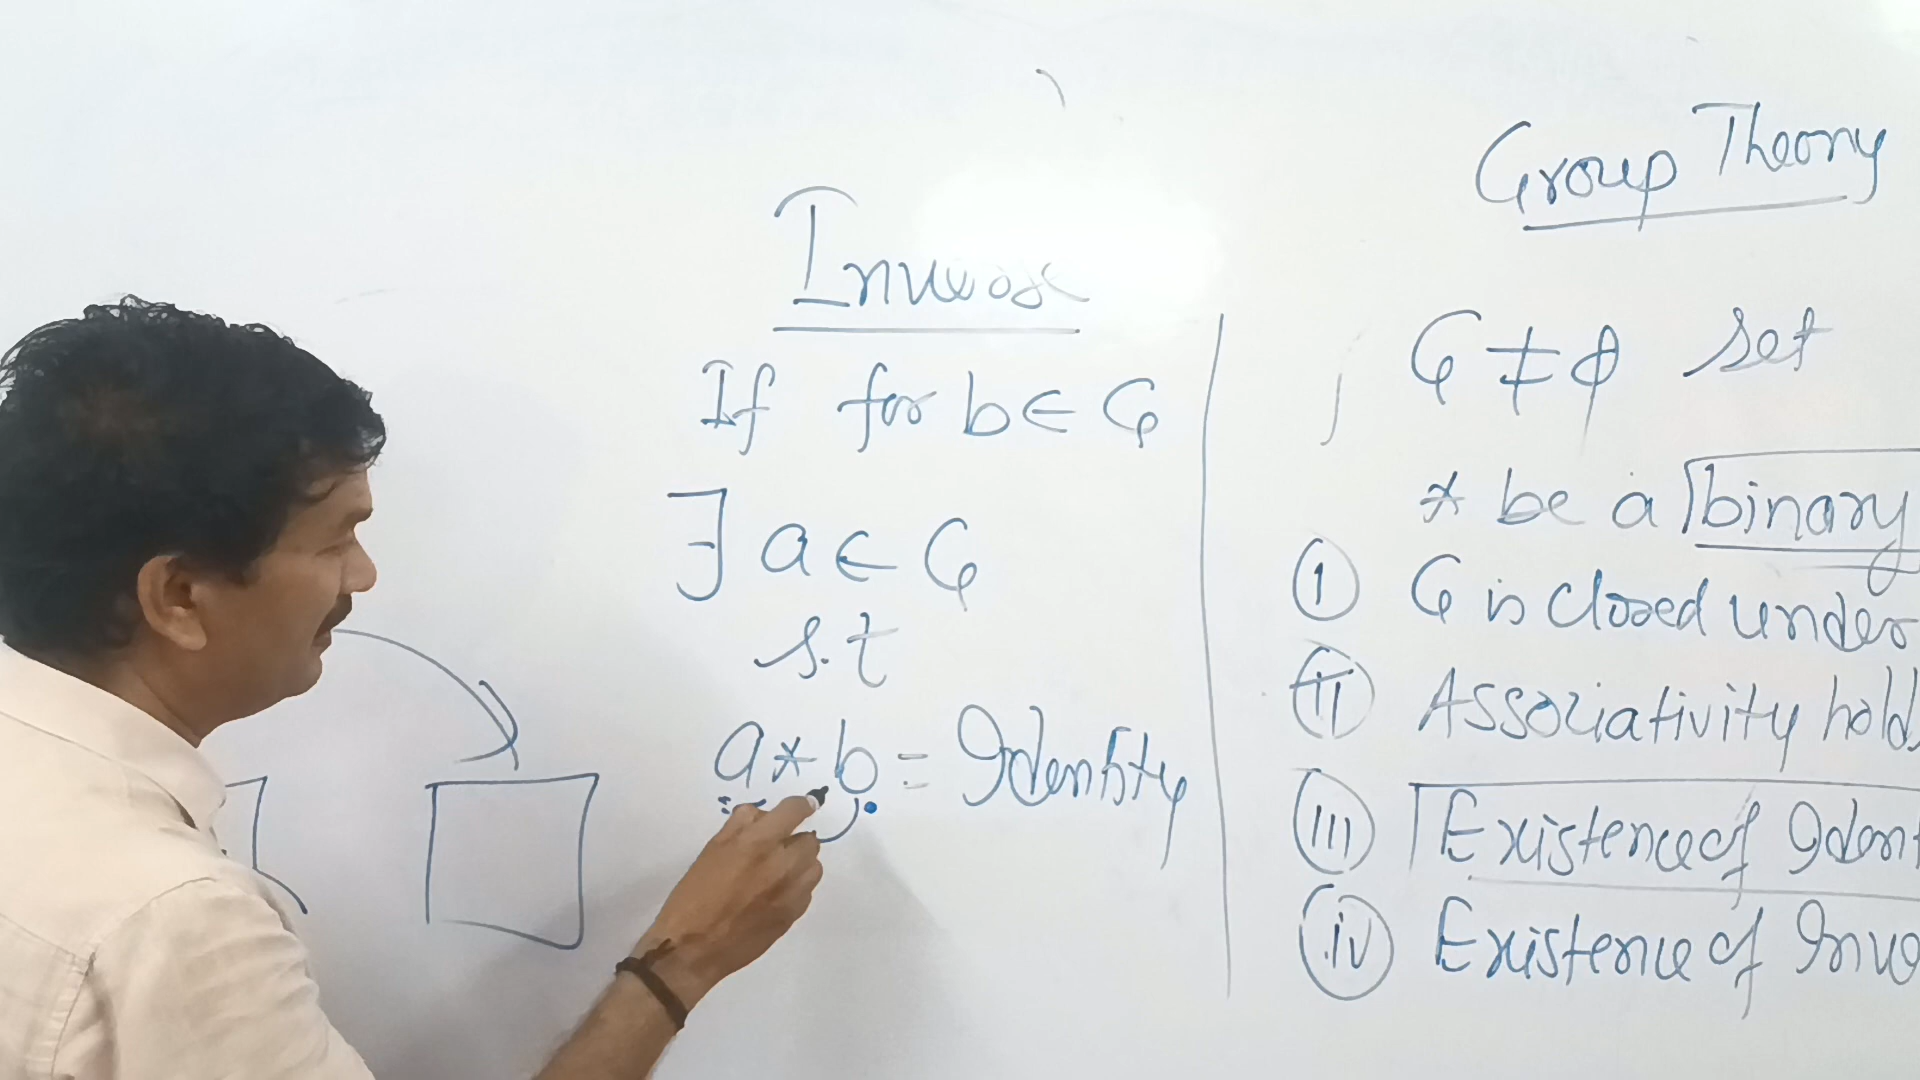 Inverse
If for b ∈ G
∃ a ∈ G
s.t
a * b = Identity
Group Theory
G ≠ φ set
* be a binary
(I) G is closed under
(II) Associativity holds
(III) Existence of Ident
(iv) Existence of Inve